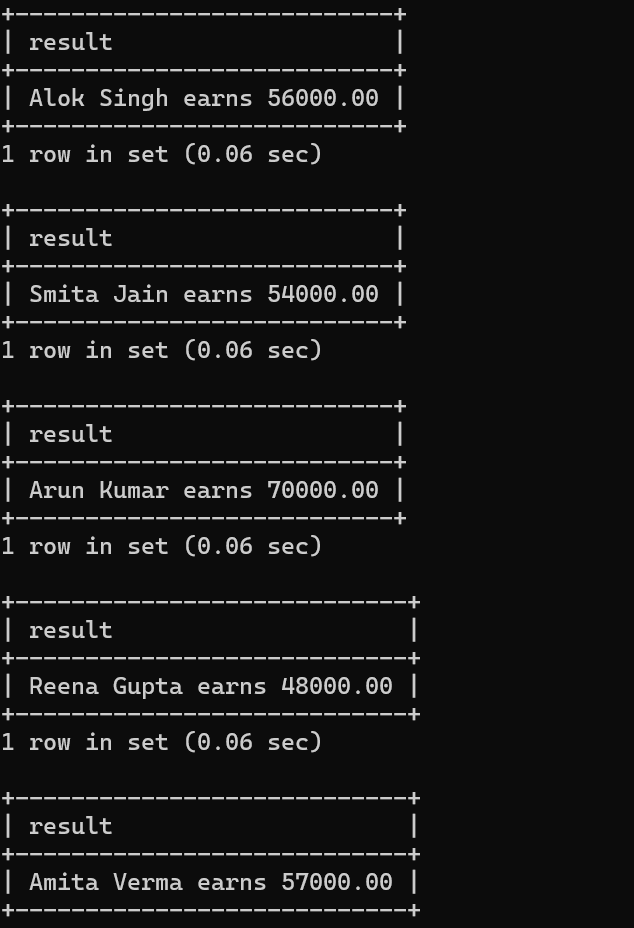 +---------------------------+
| result                    |
+---------------------------+
| Alok Singh earns 56000.00 |
+---------------------------+
1 row in set (0.06 sec)

+---------------------------+
| result                    |
+---------------------------+
| Smita Jain earns 54000.00 |
+---------------------------+
1 row in set (0.06 sec)

+---------------------------+
| result                    |
+---------------------------+
| Arun Kumar earns 70000.00 |
+---------------------------+
1 row in set (0.06 sec)

+----------------------------+
| result                     |
+----------------------------+
| Reena Gupta earns 48000.00 |
+----------------------------+
1 row in set (0.06 sec)

+----------------------------+
| result                     |
+----------------------------+
| Amita Verma earns 57000.00 |
+----------------------------+